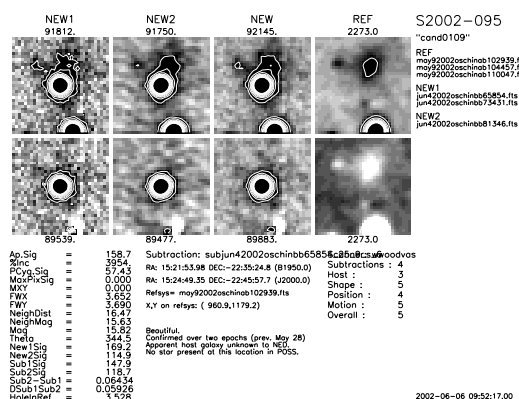 NEW1 NEW2 NEW REF S2002-095
91812. 91750. 92145. 2273.0
"cand0109"
REF
may92002oschinab102939.f
may92002oschinab104457.f
may92002oschinab110047.f
NEW1
jun42002oschinbb65854.fts
jun42002oschinbb73431.fts
NEW2
jun42002oschinbb81346.fts
89539. 89477. 89883. 2273.0
Ap.Sig = 158.7
%Inc = 3954.
PCyg.Sig = 57.43
MaxPixSig = 0.000
MXY = 0.000
FWX = 3.652
FWY = 3.690
NeighDist = 16.47
NeighMag = 15.63
Mag = 15.82
Theta = 344.5
New1Sig = 169.2
New2Sig = 114.9
Sub1Sig = 147.9
Sub2Sig = 118.7
Sub2-Sub1 = 0.06434
DSub1Sub2 = 0.05926
HoleInRef = 3.528
Subtraction: subjun42002oschinbb65854
RA: 15:21:53.98 DEC:-22:35:24.8 (B1950.0)
RA: 15:24:49.35 DEC:-22:45:57.7 (J2000.0)
Refsys= may92002oschinab102939.fts
X,Y on refsys: ( 960.9,1179.2)
Beautiful.
Confirmed over two epochs (prev. May 28)
Apparent host galaxy unknown to NED.
No star present at this location in POSS.
Subtractions : 4
Host : 3
Shape : 5
Position : 4
Motion : 5
Overall : 5
2002-06-06 09:52:17.00